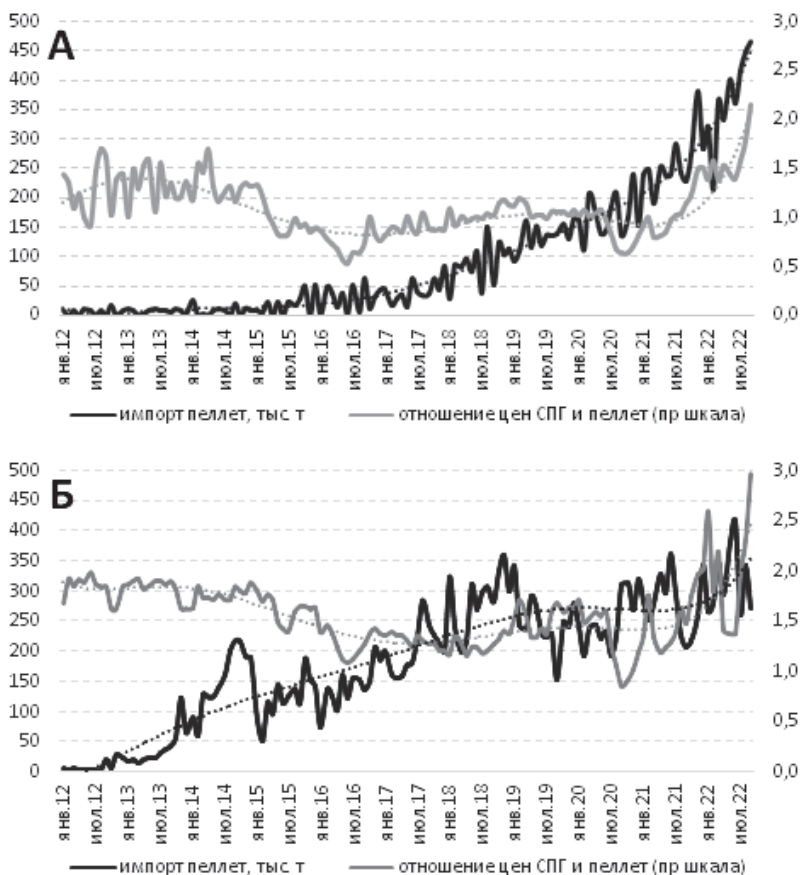 А
500
450
400
350
300
250
200
150
100
50
0
3,0
2,5
2,0
1,5
1,0
0,5
0,0
янв.12
июл.12
янв.13
июл.13
янв.14
июл.14
янв.15
июл.15
янв.16
июл.16
янв.17
июл.17
янв.18
июл.18
янв.19
июл.19
янв.20
июл.20
янв.21
июл.21
янв.22
июл.22
импорт пеллет, тыс. т отношение цен СПГ и пеллет (пр шкала)
Б
500
450
400
350
300
250
200
150
100
50
0
3,0
2,5
2,0
1,5
1,0
0,5
0,0
янв.12
июл.12
янв.13
июл.13
янв.14
июл.14
янв.15
июл.15
янв.16
июл.16
янв.17
июл.17
янв.18
июл.18
янв.19
июл.19
янв.20
июл.20
янв.21
июл.21
янв.22
июл.22
импорт пеллет, тыс. т отношение цен СПГ и пеллет (пр шкала)